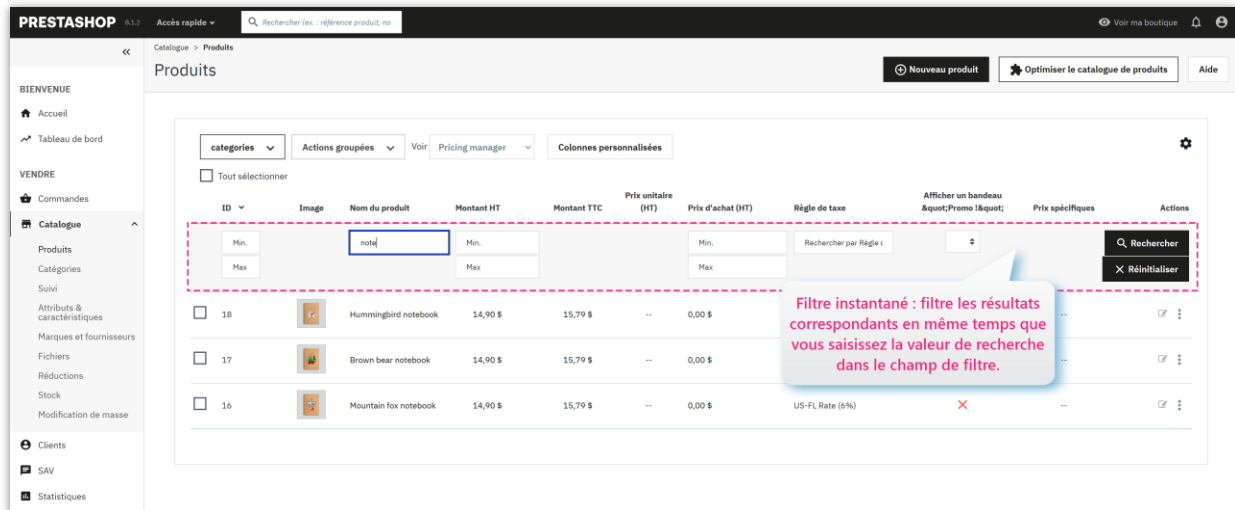 PRESTASHOP 8.1.2 Accès rapide Rechercher (ex. : référence produit, no Voir ma boutique
Catalogue > Produits
Produits
Nouveau produit Optimiser le catalogue de produits Aide
BIENVENUE
Accueil
Tableau de bord
VENDRE
Commandes
Catalogue
Produits
Catégories
Suivi
Attributs &
caractéristiques
Marques et fournisseurs
Fichiers
Réductions
Stock
Modification de masse
Clients
SAV
Statistiques
categories Actions groupées Voir Pricing manager Colonnes personnalisées
Tout sélectionner
ID Image Nom du produit Montant HT Montant TTC Prix unitaire (HT) Prix d'achat (HT) Règle de taxe Afficher un bandeau &quot;Promo !&quot; Prix spécifiques Actions
Min. note Min. Min. Rechercher par Règle d Rechercher
Max Max Max Réinitialiser
18 Hummingbird notebook 14,90 $ 15,79 $ -- 0,00 $ --
17 Brown bear notebook 14,90 $ 15,79 $ -- 0,00 $ --
16 Mountain fox notebook 14,90 $ 15,79 $ -- 0,00 $ US-FL Rate (6%) --
Filtre instantané : filtre les résultats
correspondants en même temps que
vous saisissez la valeur de recherche
dans le champ de filtre.